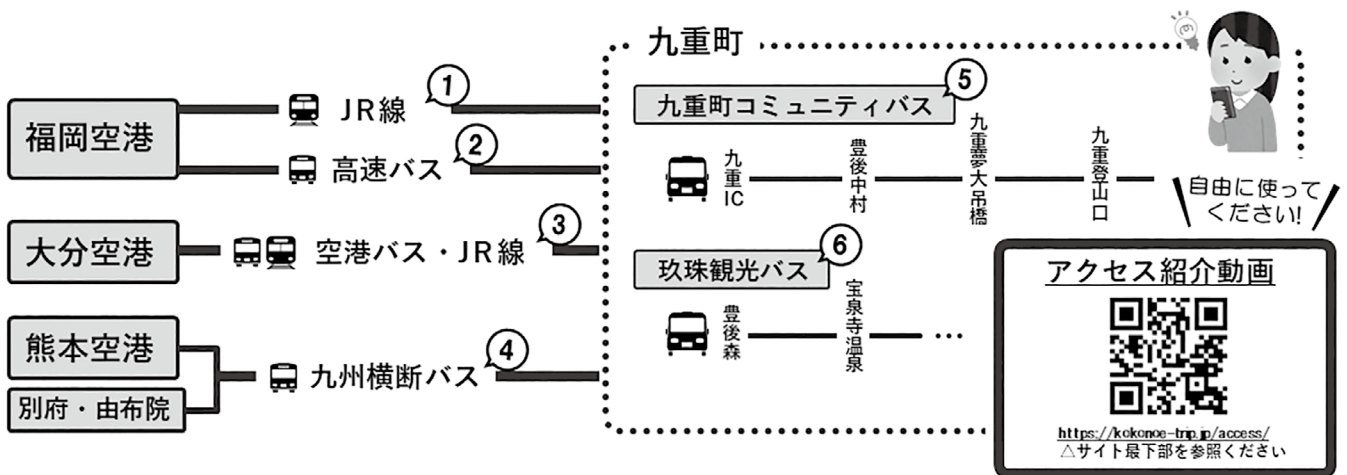 九重町
福岡空港
JR線
①
高速バス
②
大分空港
空港バス・JR線
③
熊本空港
別府・由布院
九州横断バス
④
九重町コミュニティバス
⑤
九重IC
豊後中村
九重夢大吊橋
九重登山口
玖珠観光バス
⑥
豊後森
宝泉寺温泉
…
自由に使って
ください!
アクセス紹介動画
https://kokonoe-trip.jp/access/
△サイト最下部を参照ください